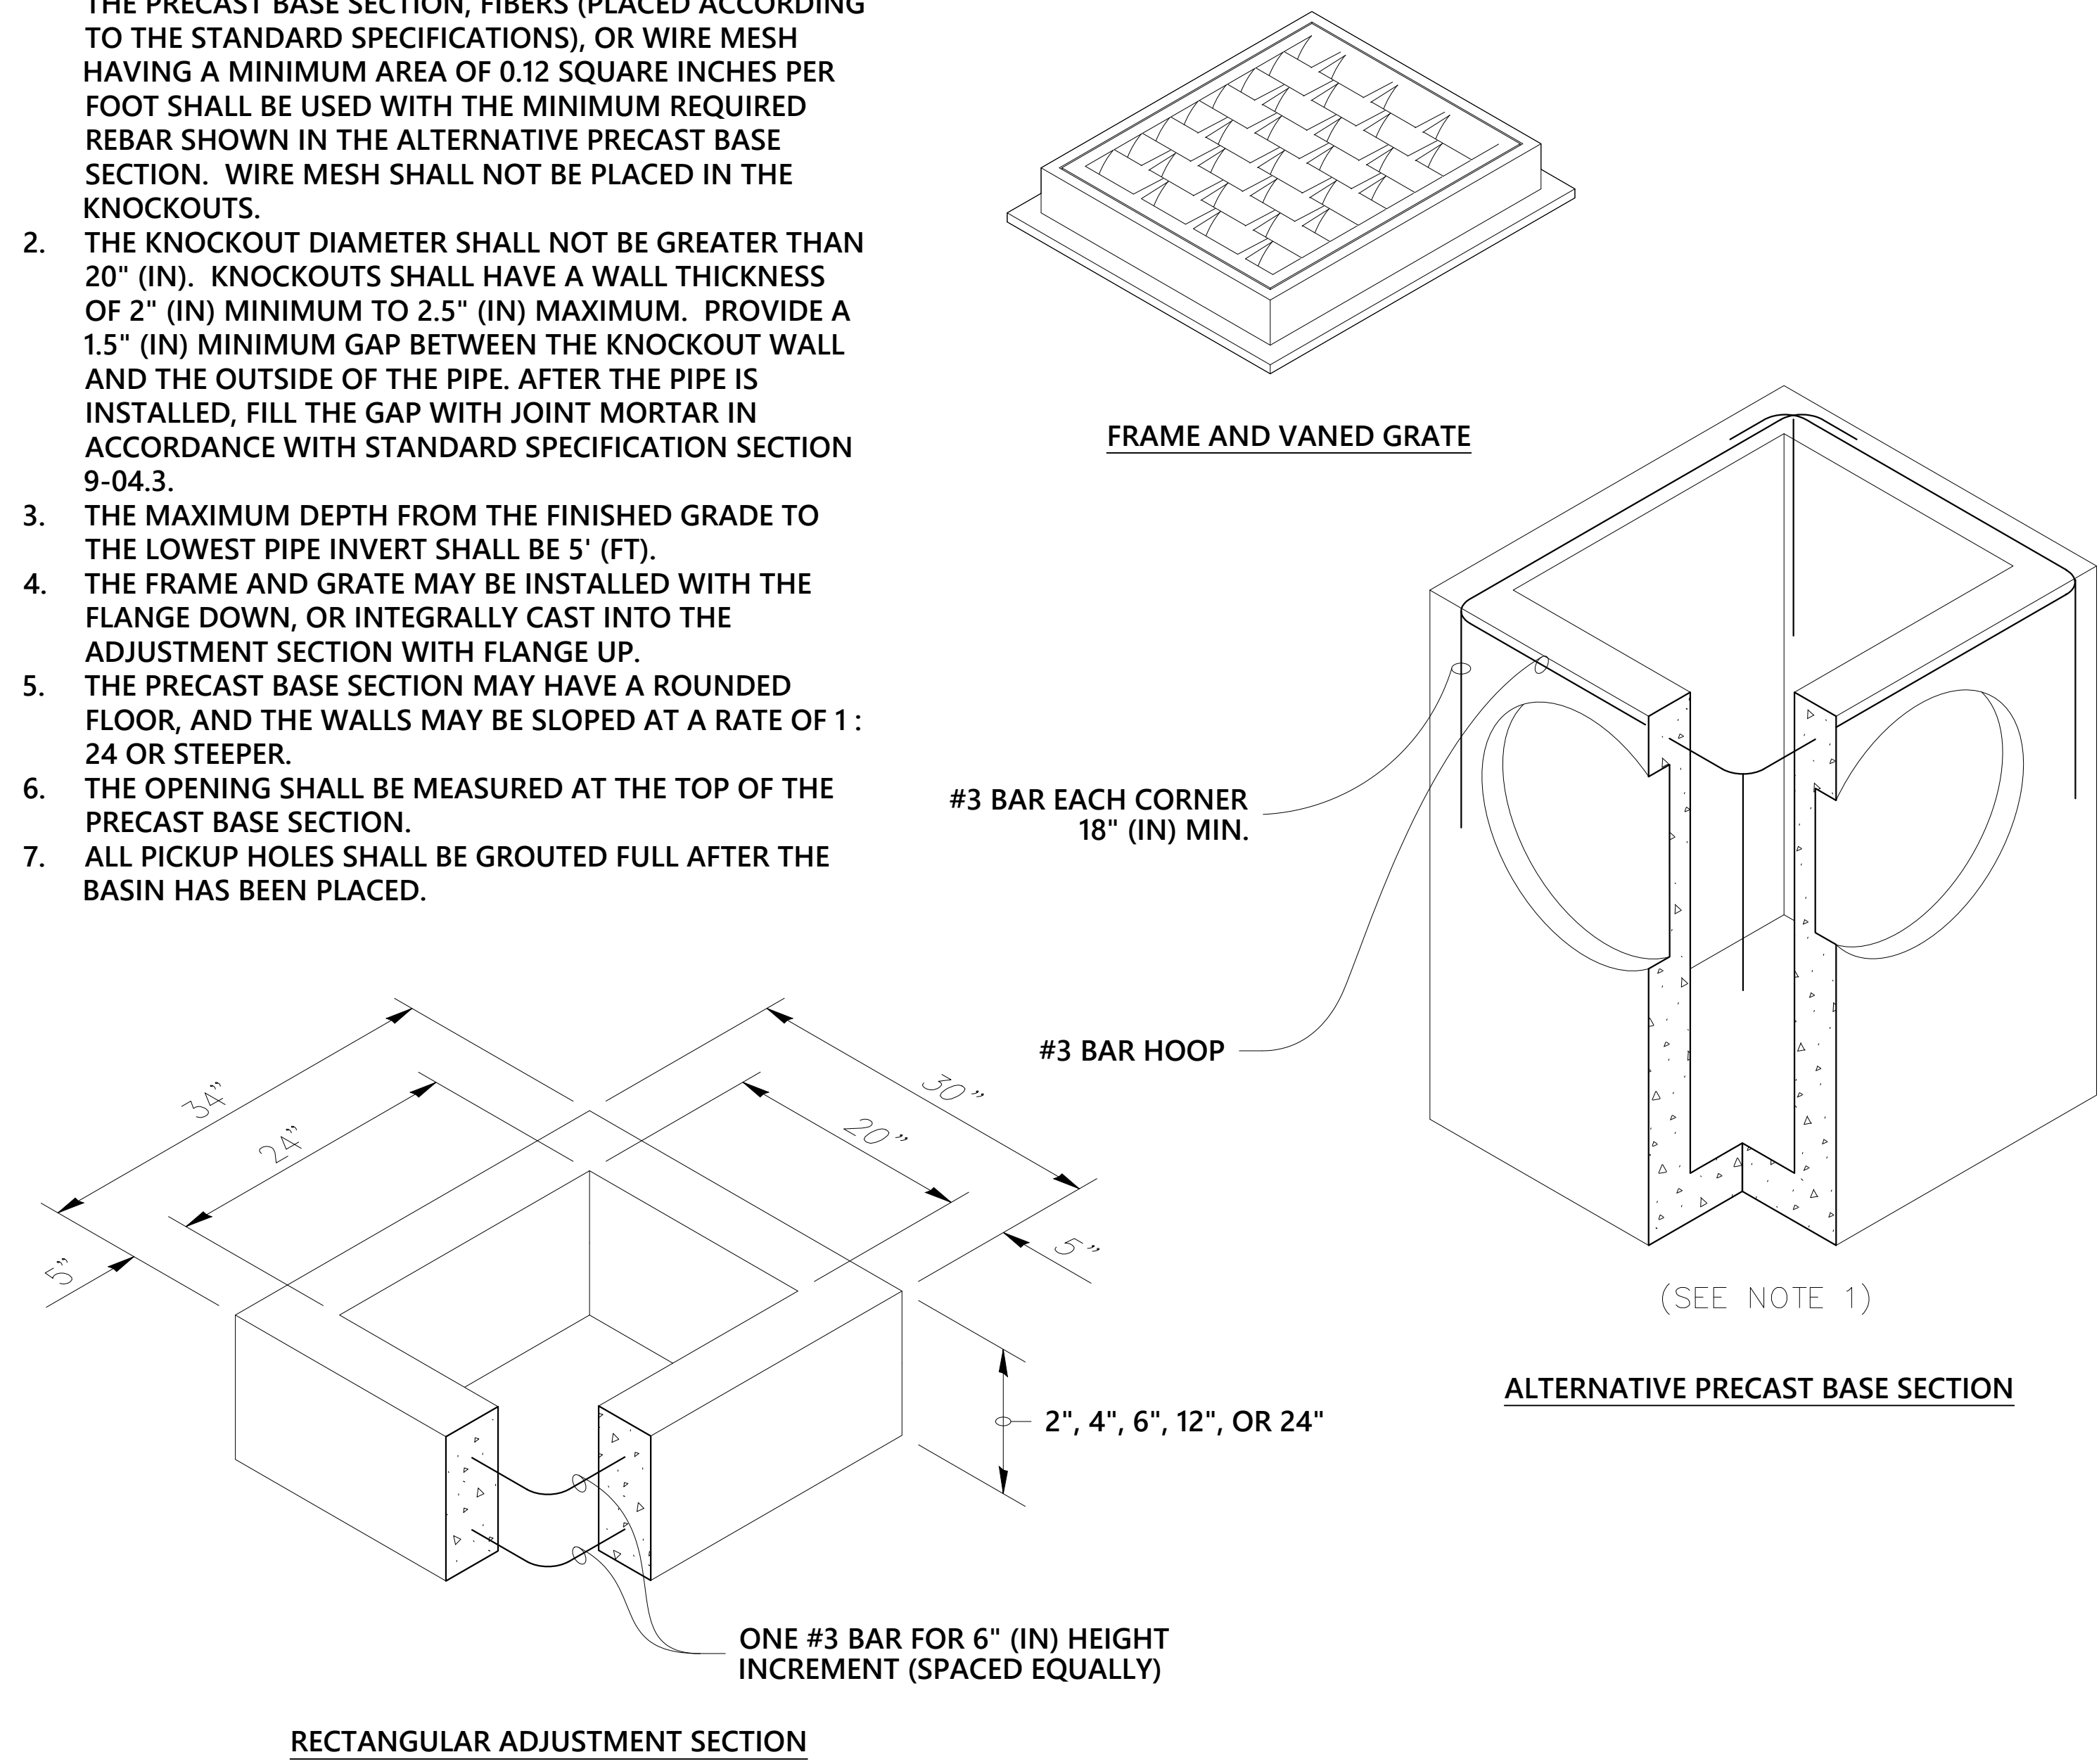 THE PRECAST BASE SECTION, FIBERS (PLACED ACCORDING
TO THE STANDARD SPECIFICATIONS), OR WIRE MESH
HAVING A MINIMUM AREA OF 0.12 SQUARE INCHES PER
FOOT SHALL BE USED WITH THE MINIMUM REQUIRED
REBAR SHOWN IN THE ALTERNATIVE PRECAST BASE
SECTION.  WIRE MESH SHALL NOT BE PLACED IN THE
KNOCKOUTS.
2. THE KNOCKOUT DIAMETER SHALL NOT BE GREATER THAN
20" (IN).  KNOCKOUTS SHALL HAVE A WALL THICKNESS
OF 2" (IN) MINIMUM TO 2.5" (IN) MAXIMUM.  PROVIDE A
1.5" (IN) MINIMUM GAP BETWEEN THE KNOCKOUT WALL
AND THE OUTSIDE OF THE PIPE. AFTER THE PIPE IS
INSTALLED, FILL THE GAP WITH JOINT MORTAR IN
ACCORDANCE WITH STANDARD SPECIFICATION SECTION
9-04.3.
3. THE MAXIMUM DEPTH FROM THE FINISHED GRADE TO
THE LOWEST PIPE INVERT SHALL BE 5' (FT).
4. THE FRAME AND GRATE MAY BE INSTALLED WITH THE
FLANGE DOWN, OR INTEGRALLY CAST INTO THE
ADJUSTMENT SECTION WITH FLANGE UP.
5. THE PRECAST BASE SECTION MAY HAVE A ROUNDED
FLOOR, AND THE WALLS MAY BE SLOPED AT A RATE OF 1 :
24 OR STEEPER.
6. THE OPENING SHALL BE MEASURED AT THE TOP OF THE
PRECAST BASE SECTION.
7. ALL PICKUP HOLES SHALL BE GROUTED FULL AFTER THE
BASIN HAS BEEN PLACED.
FRAME AND VANED GRATE
#3 BAR EACH CORNER
18" (IN) MIN.
#3 BAR HOOP
(SEE NOTE 1)
ALTERNATIVE PRECAST BASE SECTION
34"
24"
5"
30"
20"
5"
2", 4", 6", 12", OR 24"
ONE #3 BAR FOR 6" (IN) HEIGHT
INCREMENT (SPACED EQUALLY)
RECTANGULAR ADJUSTMENT SECTION